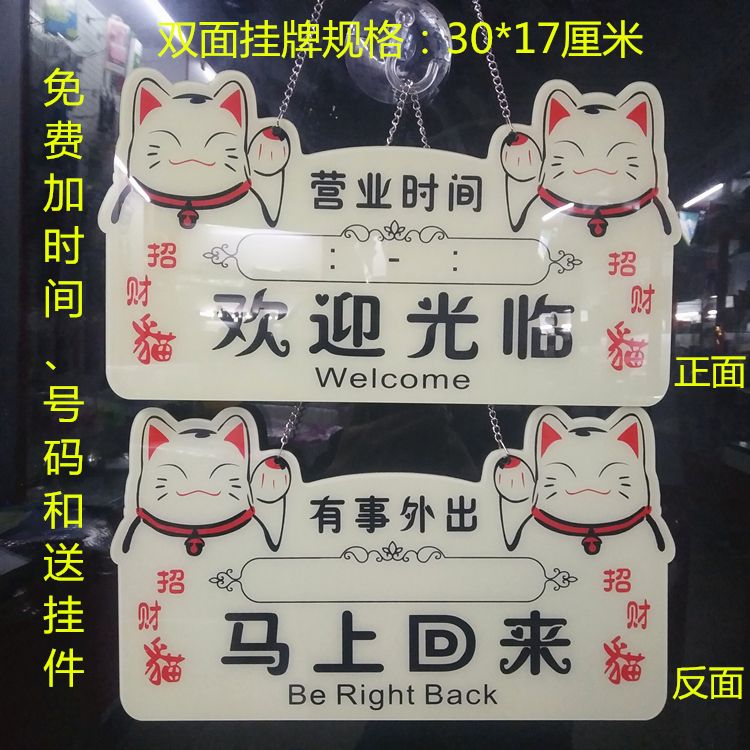 双面挂牌规格：30*17厘米
免费加时间、号码和送挂件
营业时间
: - :
招财猫
招财猫
欢迎光临
Welcome
正面
有事外出
招财猫
招财猫
马上回来
Be Right Back
反面